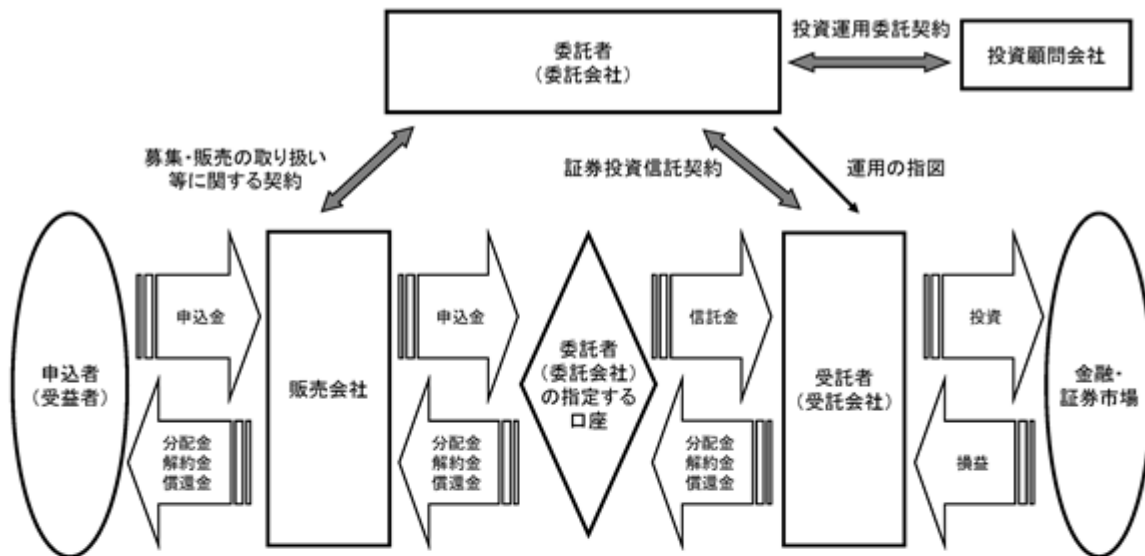 委託者
（委託会社）
投資運用委託契約
投資顧問会社
募集・販売の取り扱い
等に関する契約
証券投資信託契約
運用の指図
申込者
（受益者）
申込金
分配金
解約金
償還金
販売会社
申込金
分配金
解約金
償還金
委託者
（委託会社）
の指定する
口座
信託金
分配金
解約金
償還金
受託者
（受託会社）
投資
損益
金融・
証券市場